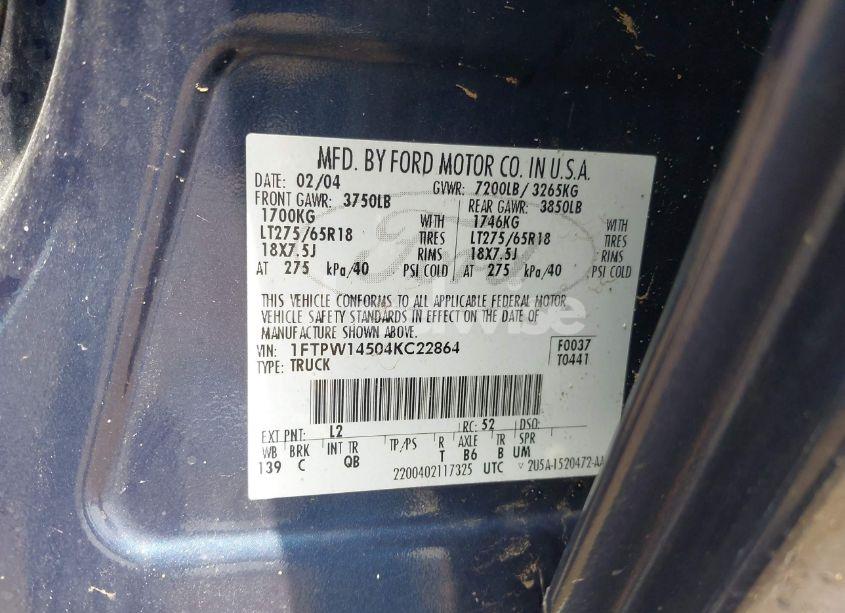 MFD. BY FORD MOTOR CO. IN U.S.A.
DATE: 02/04 GVWR: 7200LB/ 3265KG
FRONT GAWR: 3750LB REAR GAWR: 3850LB
1700KG WITH 1746KG WITH
LT275/65R18 TIRES LT275/65R18 TIRES
18X7.5J RIMS 18X7.5J RIMS
AT 275 kPa/40 PSI COLD AT 275 kPa/40 PSI COLD
Ford
THIS VEHICLE CONFORMS TO ALL APPLICABLE FEDERAL MOTOR
VEHICLE SAFETY STANDARDS IN EFFECT ON THE DATE OF
MANUFACTURE SHOWN ABOVE.
VIN: 1FTPW14504KC22864 F0037
TYPE: TRUCK T0441
EXT PNT: L2 RC: 52 DSO:
WB BRK INT TR TP/PS R AXLE TR SPR
139 C QB T B6 B UM
2200402117325 UTC 2U5A-1520472-AA